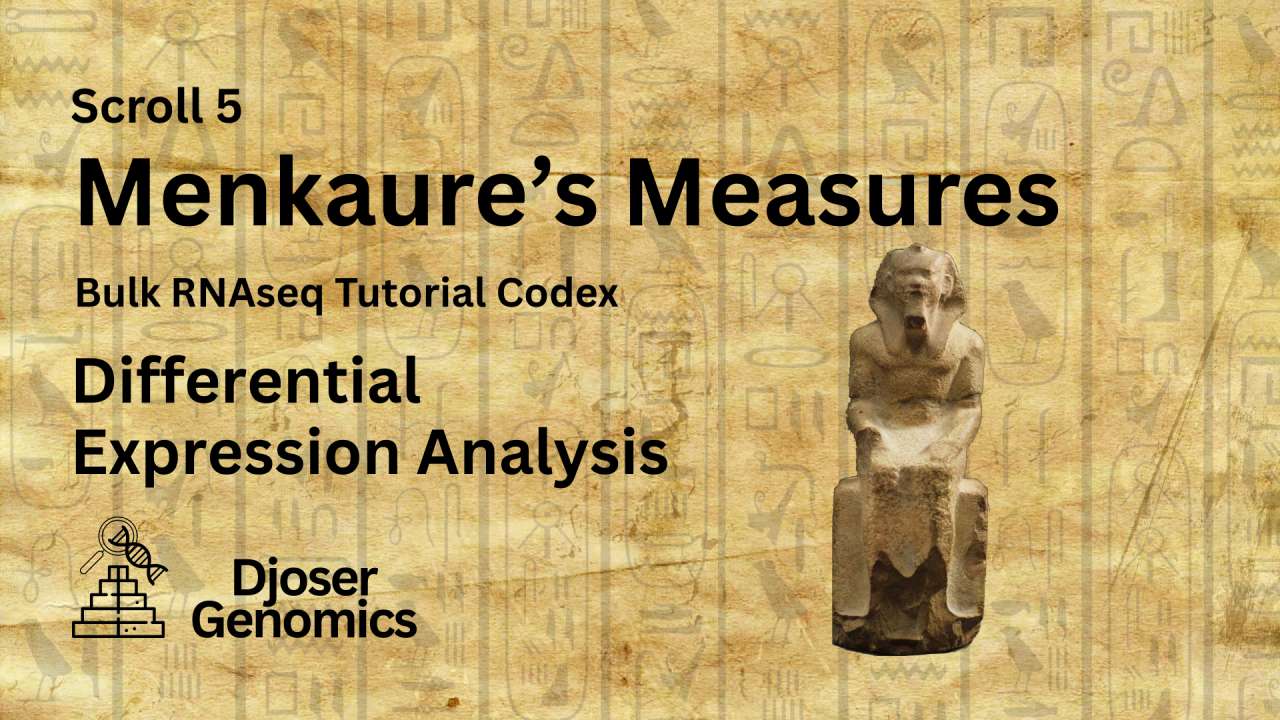 Scroll 5
Menkaure’s Measures
Bulk RNAseq Tutorial Codex
Differential
Expression Analysis
Djoser
Genomics